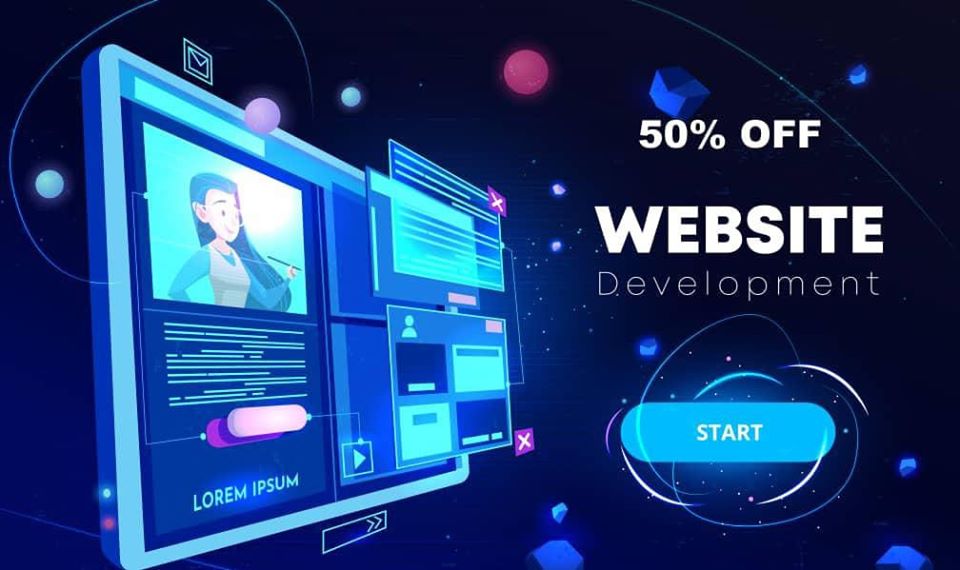 50% OFF
WEBSITE
Development
START
LOREM IPSUM